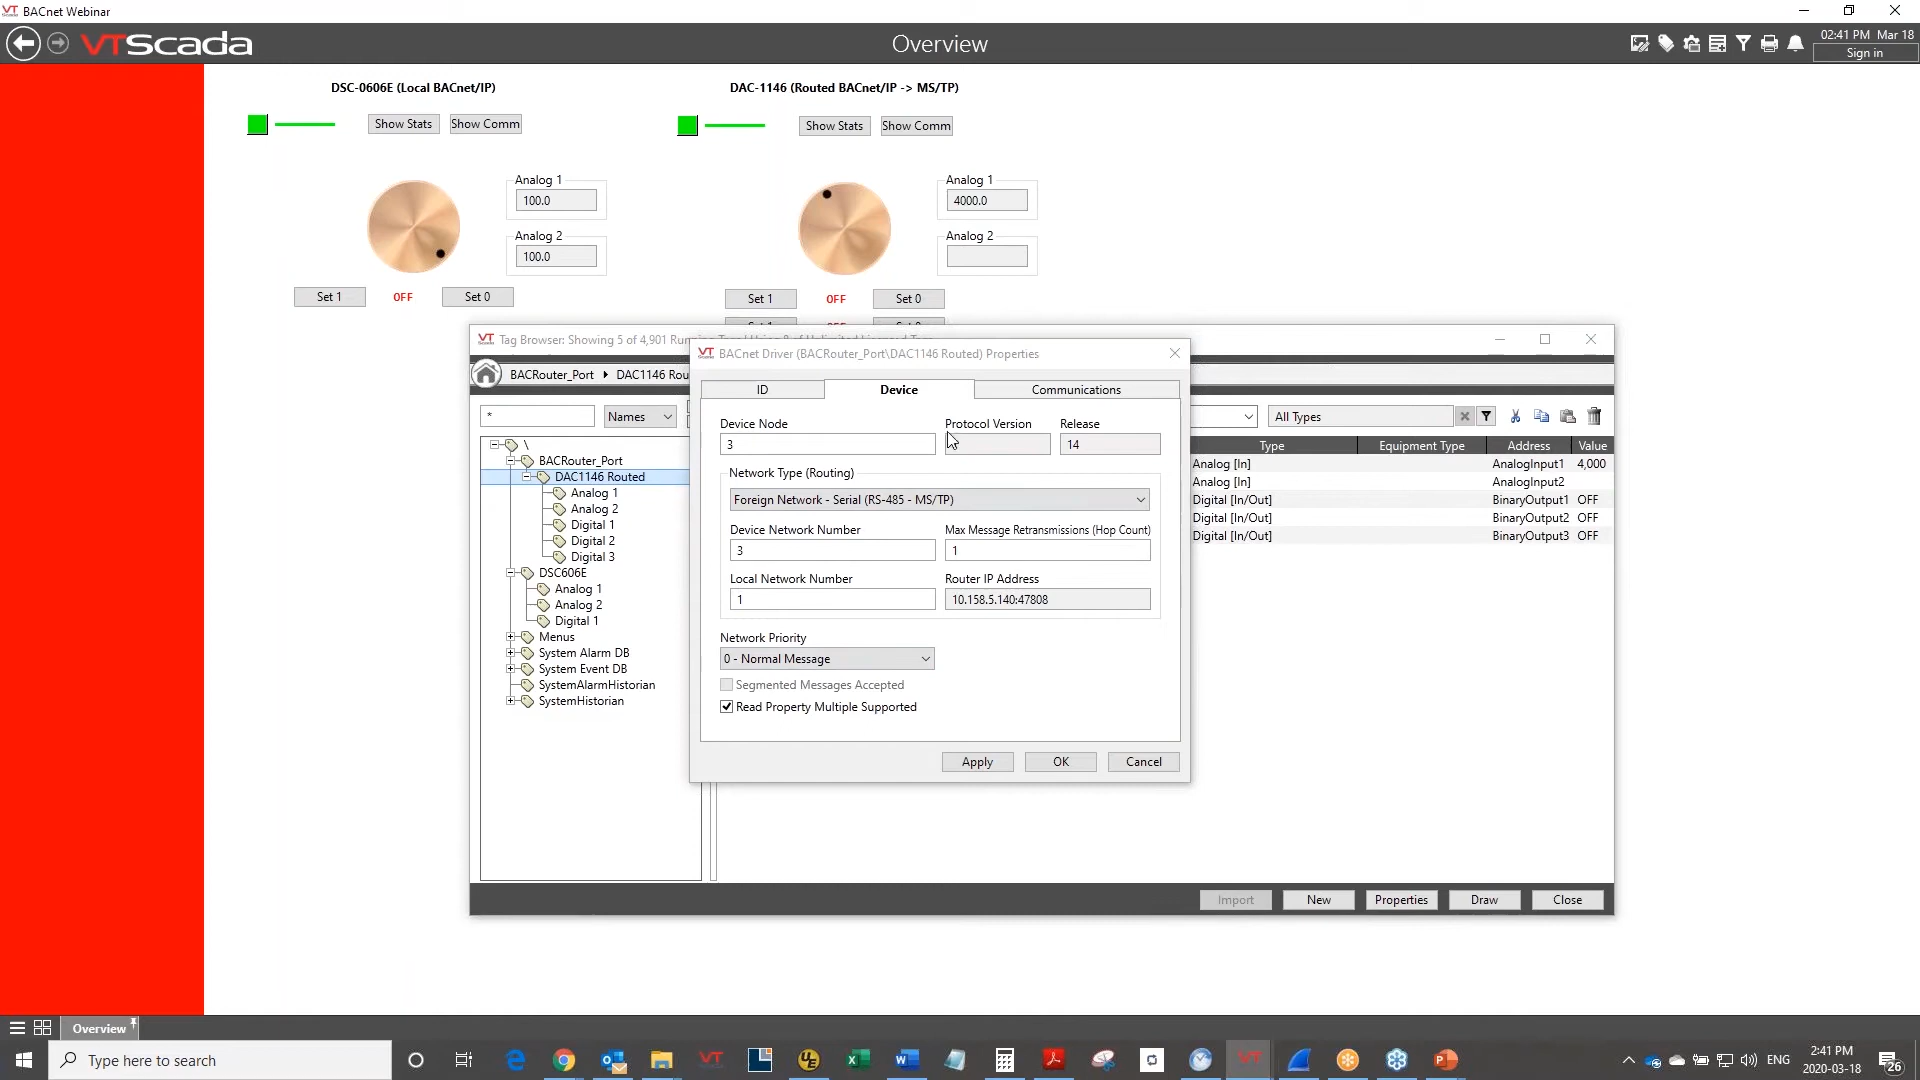 BACnet Webinar
VTScada
Overview
02:41 PM Mar 18
Sign in
DSC-0606E (Local BACnet/IP)
DAC-1146 (Routed BACnet/IP -> MS/TP)
Show Stats
Show Comm
Show Stats
Show Comm
Analog 1
100.0
Analog 2
100.0
Analog 1
4000.0
Analog 2
Set 1
OFF
Set 0
Set 1
OFF
Set 0
Tag Browser: Showing 5 of 4,901
BACnet Driver (BACRouter_Port\DAC1146 Routed) Properties
BACRouter_Port
DAC1146 Rou
ID
Device
Communications
*
Names
All Types
Device Node
Protocol Version
Release
3
14
Network Type (Routing)
Foreign Network - Serial (RS-485 - MS/TP)
Device Network Number
Max Message Retransmissions (Hop Count)
3
1
Local Network Number
Router IP Address
1
10.158.5.140:47808
Network Priority
0 - Normal Message
Segmented Messages Accepted
Read Property Multiple Supported
Apply
OK
Cancel
\
BACRouter_Port
DAC1146 Routed
Analog 1
Analog 2
Digital 1
Digital 2
Digital 3
DSC606E
Analog 1
Analog 2
Digital 1
Menus
System Alarm DB
System Event DB
SystemAlarmHistorian
SystemHistorian
Type
Equipment Type
Address
Value
Analog [In]
AnalogInput1
4,000
Analog [In]
AnalogInput2
Digital [In/Out]
BinaryOutput1
OFF
Digital [In/Out]
BinaryOutput2
OFF
Digital [In/Out]
BinaryOutput3
OFF
Import
New
Properties
Draw
Close
Overview
Type here to search
ENG
2:41 PM
2020-03-18
26